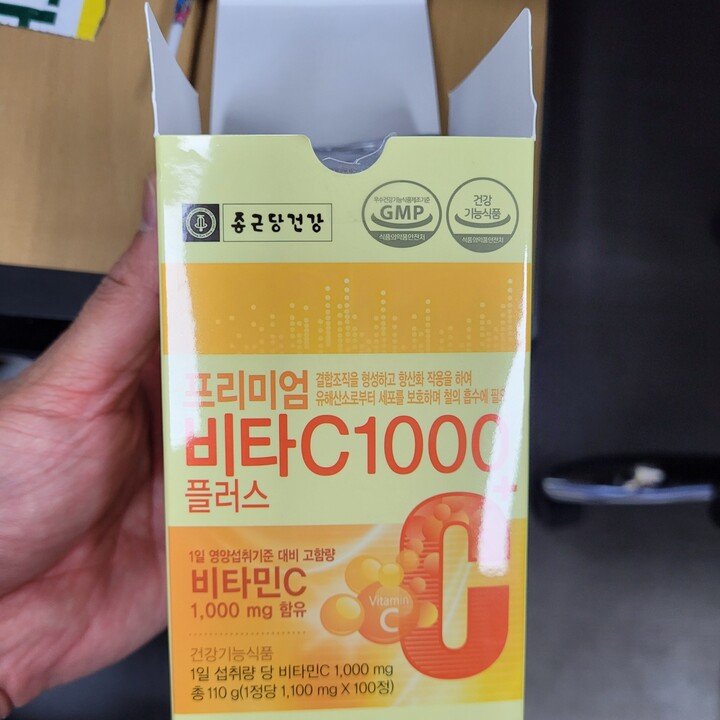 종근당건강
우수건강기능식품제조기준
GMP
식품의약품안전처
건강
기능식품
식품의약품안전처
프리미엄
결합조직을 형성하고 항산화 작용을 하여
유해산소로부터 세포를 보호하며 철의 흡수에
비타C1000
플러스
1일 영양섭취기준 대비 고함량
비타민C
1,000 mg 함유
Vitamin
C
C
건강기능식품
1일 섭취량 당 비타민C 1,000 mg
총 110 g(1정당 1,100 mg X 100정)